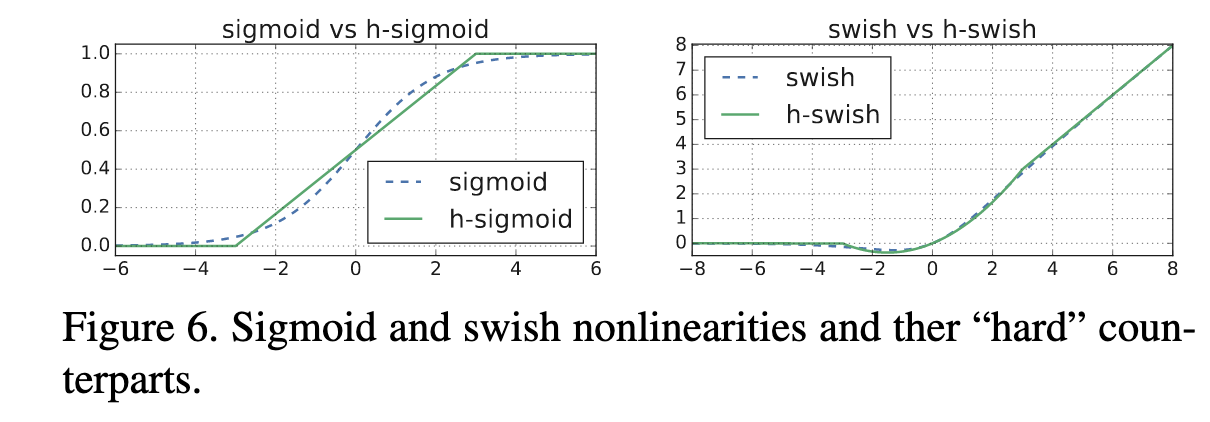 sigmoid vs h-sigmoid
1.0
0.8
0.6
0.4
0.2
0.0
−6 −4 −2 0 2 4 6
sigmoid
h-sigmoid
swish vs h-swish
8
7
6
5
4
3
2
1
0
−8 −6 −4 −2 0 2 4 6 8
swish
h-swish
Figure 6. Sigmoid and swish nonlinearities and ther “hard” coun-
terparts.